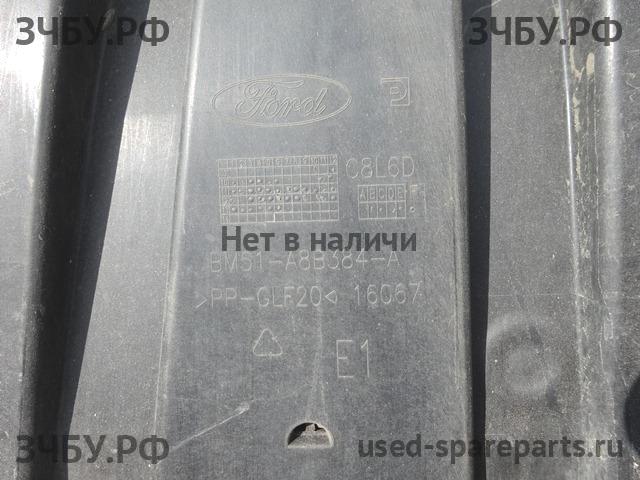 ЗЧБУ.РФ
ЗЧБУ.РФ
Ford
P
C8L6D
A B C D E
Нет в наличи
BM51-A8B384-A
>PP-GLF20< 16067
E1
ЗЧБУ.РФ
used-spareparts.ru